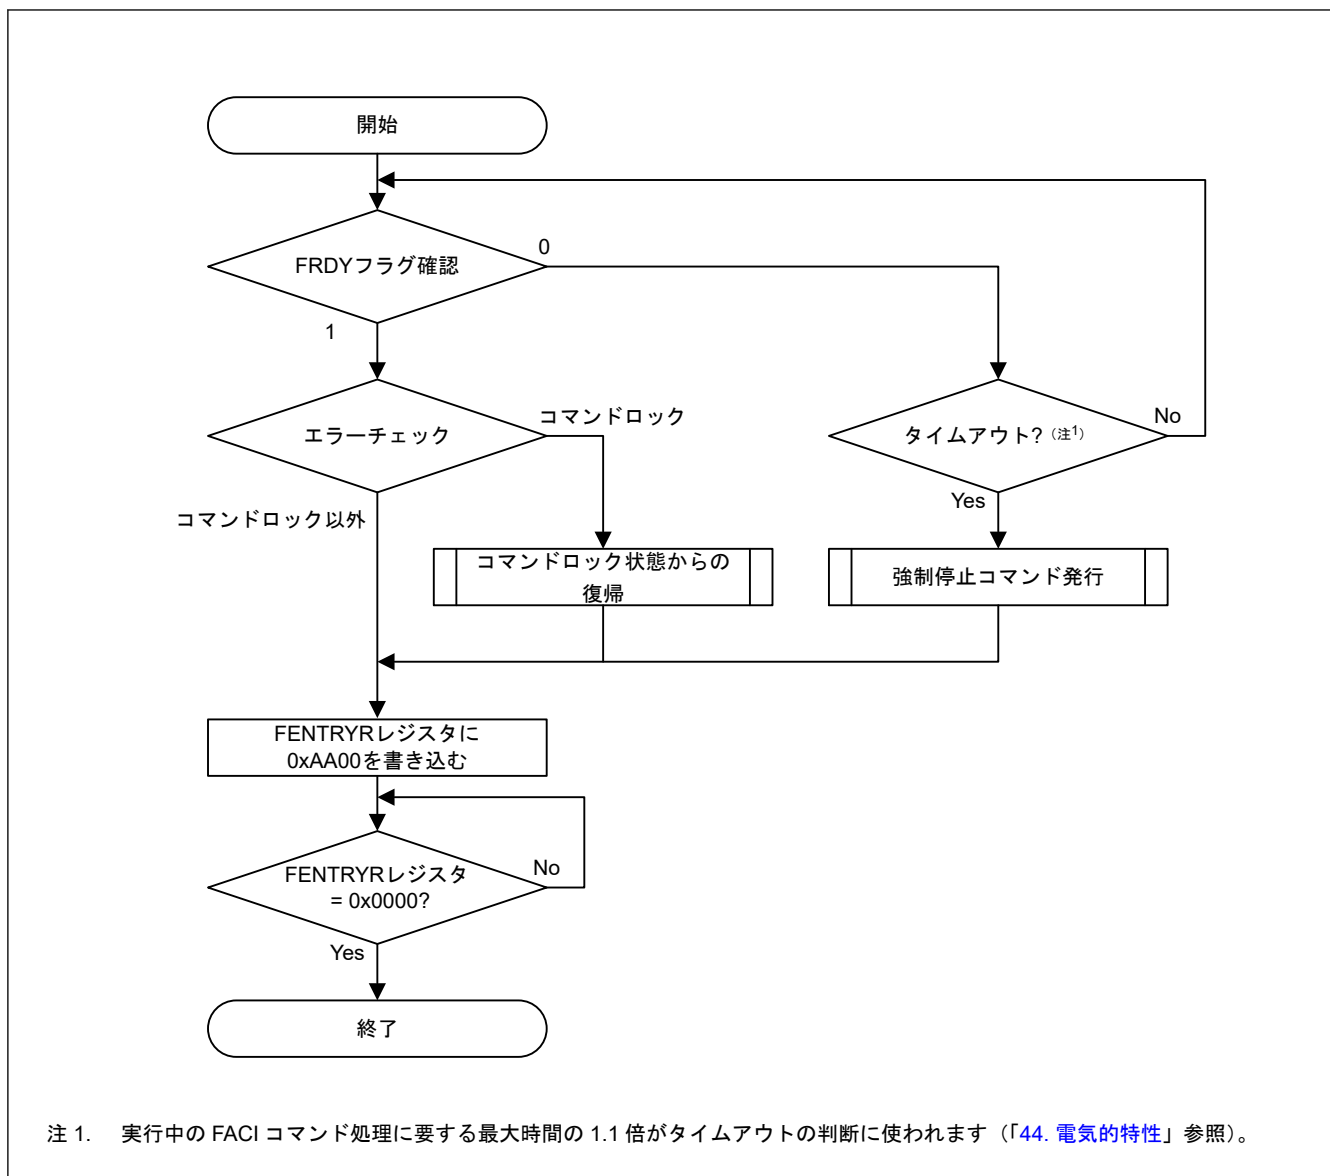 開始
FRDYフラグ確認
0
1
エラーチェック
コマンドロック
タイムアウト? (注1)
No
コマンドロック以外
Yes
コマンドロック状態からの
復帰
強制停止コマンド発行
FENTRYRレジスタに
0xAA00を書き込む
FENTRYRレジスタ
= 0x0000?
No
Yes
終了
注 1. 実行中の FACI コマンド処理に要する最大時間の 1.1 倍がタイムアウトの判断に使われます（「44. 電気的特性」参照）。